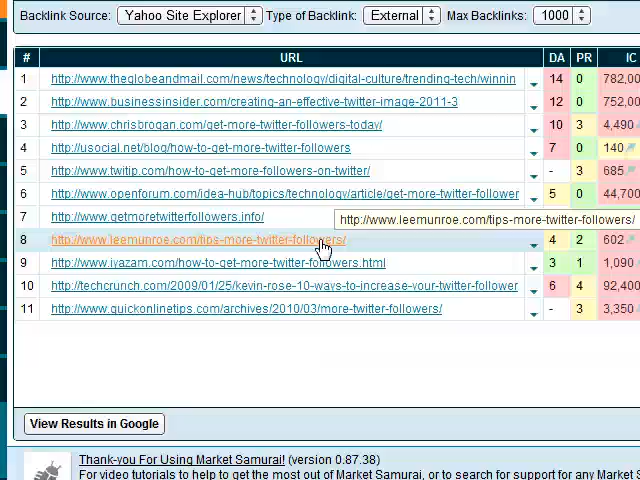 Backlink Source: Yahoo Site Explorer Type of Backlink: External Max Backlinks: 1000
# URL DA PR IC
1 http://www.theglobeandmail.com/news/technology/digital-culture/trending-tech/winnin 14 0 782,00
2 http://www.businessinsider.com/creating-an-effective-twitter-image-2011-3 12 0 752,00
3 http://www.chrisbrogan.com/get-more-twitter-followers-today/ 10 3 4,490
4 http://usocial.net/blog/how-to-get-more-twitter-followers 7 0 140
5 http://www.twitip.com/how-to-get-more-followers-on-twitter/ - 3 685
6 http://www.openforum.com/idea-hub/topics/technology/article/get-more-twitter-follower 5 0 44,700
7 http://www.getmoretwitterfollowers.info/
http://www.leemunroe.com/tips-more-twitter-followers/
8 http://www.leemunroe.com/tips-more-twitter-followers/ 4 2 602
9 http://www.iyazam.com/how-to-get-more-twitter-followers.html 3 1 1,090
10 http://techcrunch.com/2009/01/25/kevin-rose-10-ways-to-increase-your-twitter-follower 6 4 92,400
11 http://www.quickonlinetips.com/archives/2010/03/more-twitter-followers/ - 3 3,350
View Results in Google
Thank-you For Using Market Samurai! (version 0.87.38)
For video tutorials to help to get the most out of Market Samurai, or to search for support for any Market S